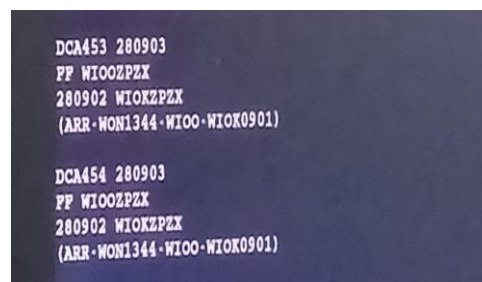 DCA453 280903
FF WIOOZPZX
280902 WIOKZPZX
(ARR-WON1344-WIOO-WIOK0901)
DCA454 280903
FF WIOOZPZX
280902 WIOKZPZX
(ARR-WON1344-WIOO-WIOK0901)